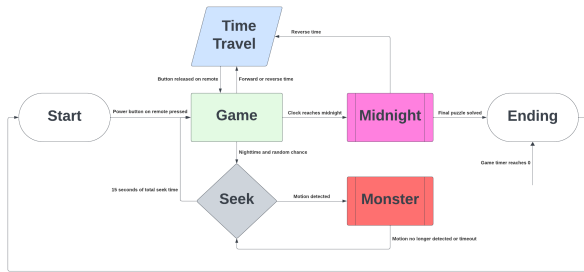 Time
Travel
Reverse time
Button released on remote
Forward or reverse time
Start
Power button on remote pressed
Game
Clock reaches midnight
Midnight
Final puzzle solved
Ending
Nighttime and random chance
Game timer reaches 0
15 seconds of total seek time
Seek
Motion detected
Monster
Motion no longer detected or timeout